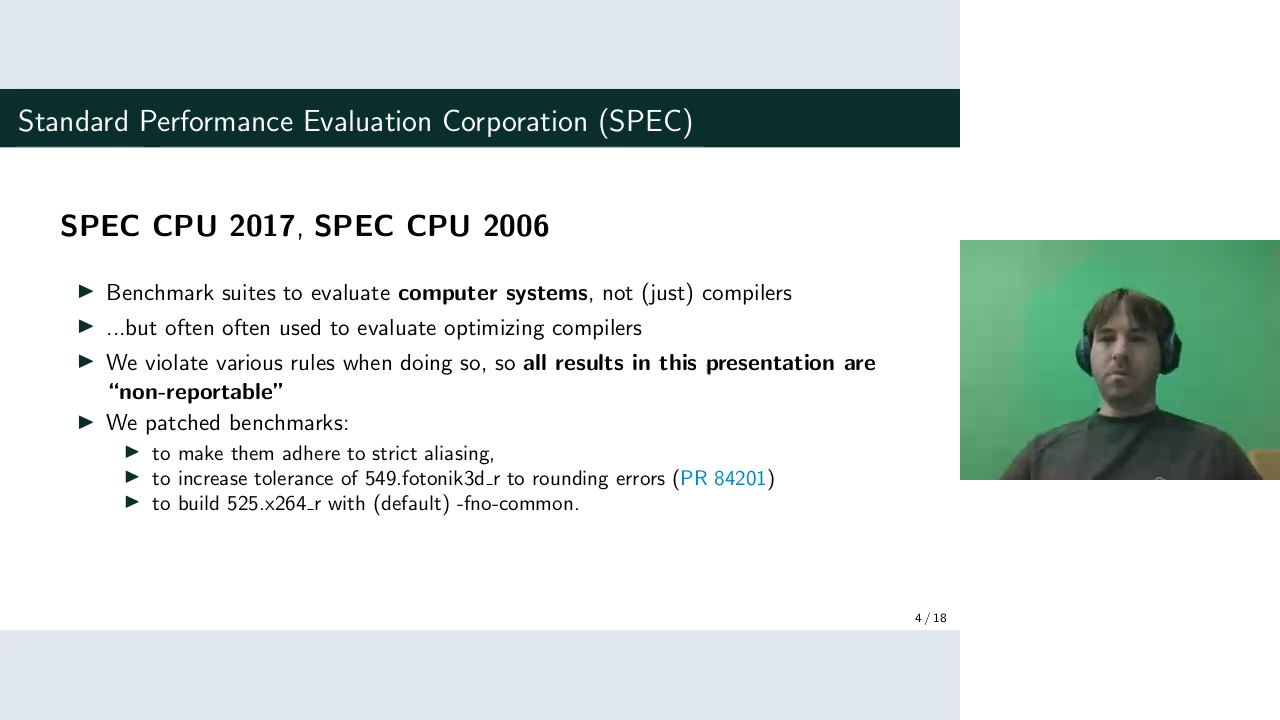 Standard Performance Evaluation Corporation (SPEC)
SPEC CPU 2017, SPEC CPU 2006
▶ Benchmark suites to evaluate computer systems, not (just) compilers
▶ ...but often often used to evaluate optimizing compilers
▶ We violate various rules when doing so, so all results in this presentation are
“non-reportable”
▶ We patched benchmarks:
▶ to make them adhere to strict aliasing,
▶ to increase tolerance of 549.fotonik3d_r to rounding errors (PR 84201)
▶ to build 525.x264_r with (default) -fno-common.
4 / 18